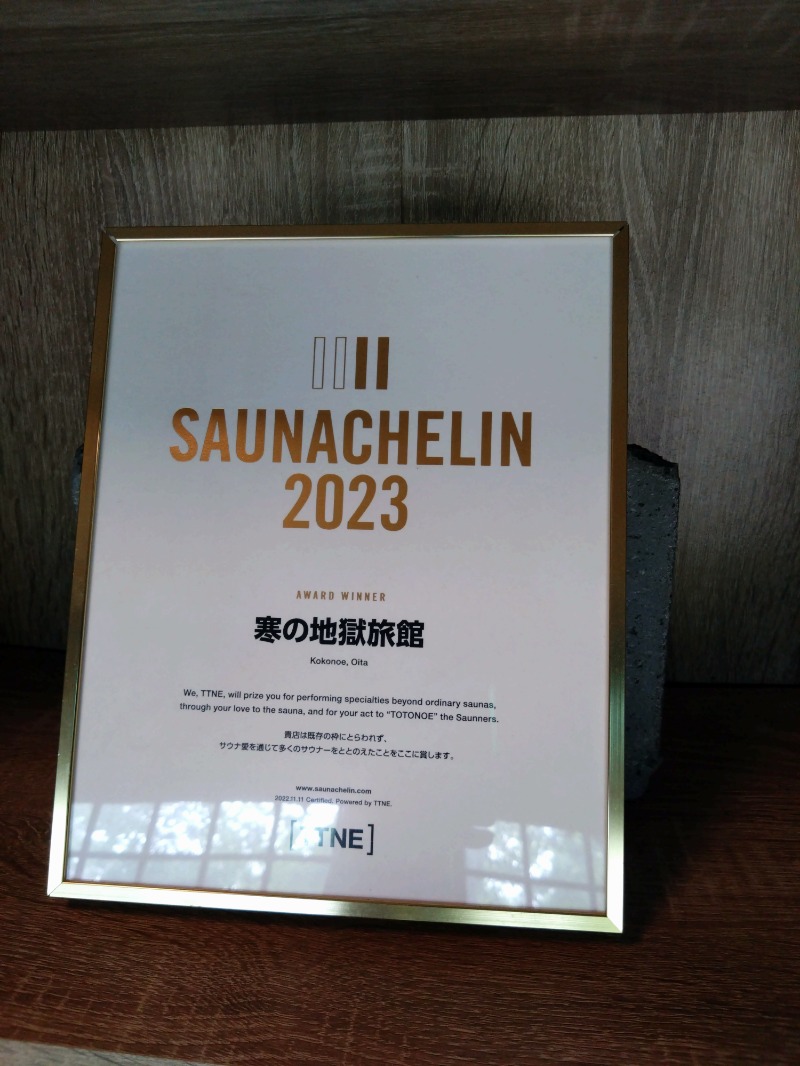 SAUNACHELIN
2023
AWARD WINNER
寒の地獄旅館
Kokonoe, Oita
We, TTNE, will prize you for performing specialties beyond ordinary saunas,
through your love to the sauna, and for your act to "TOTONOE" the Saunners.
貴店は既存の枠にとらわれず、
サウナ愛を通じて多くのサウナーをととのえたことをここに賞します。
www.saunachelin.com
2022.11.11 Certified, Powered by TTNE.
[TTNE]